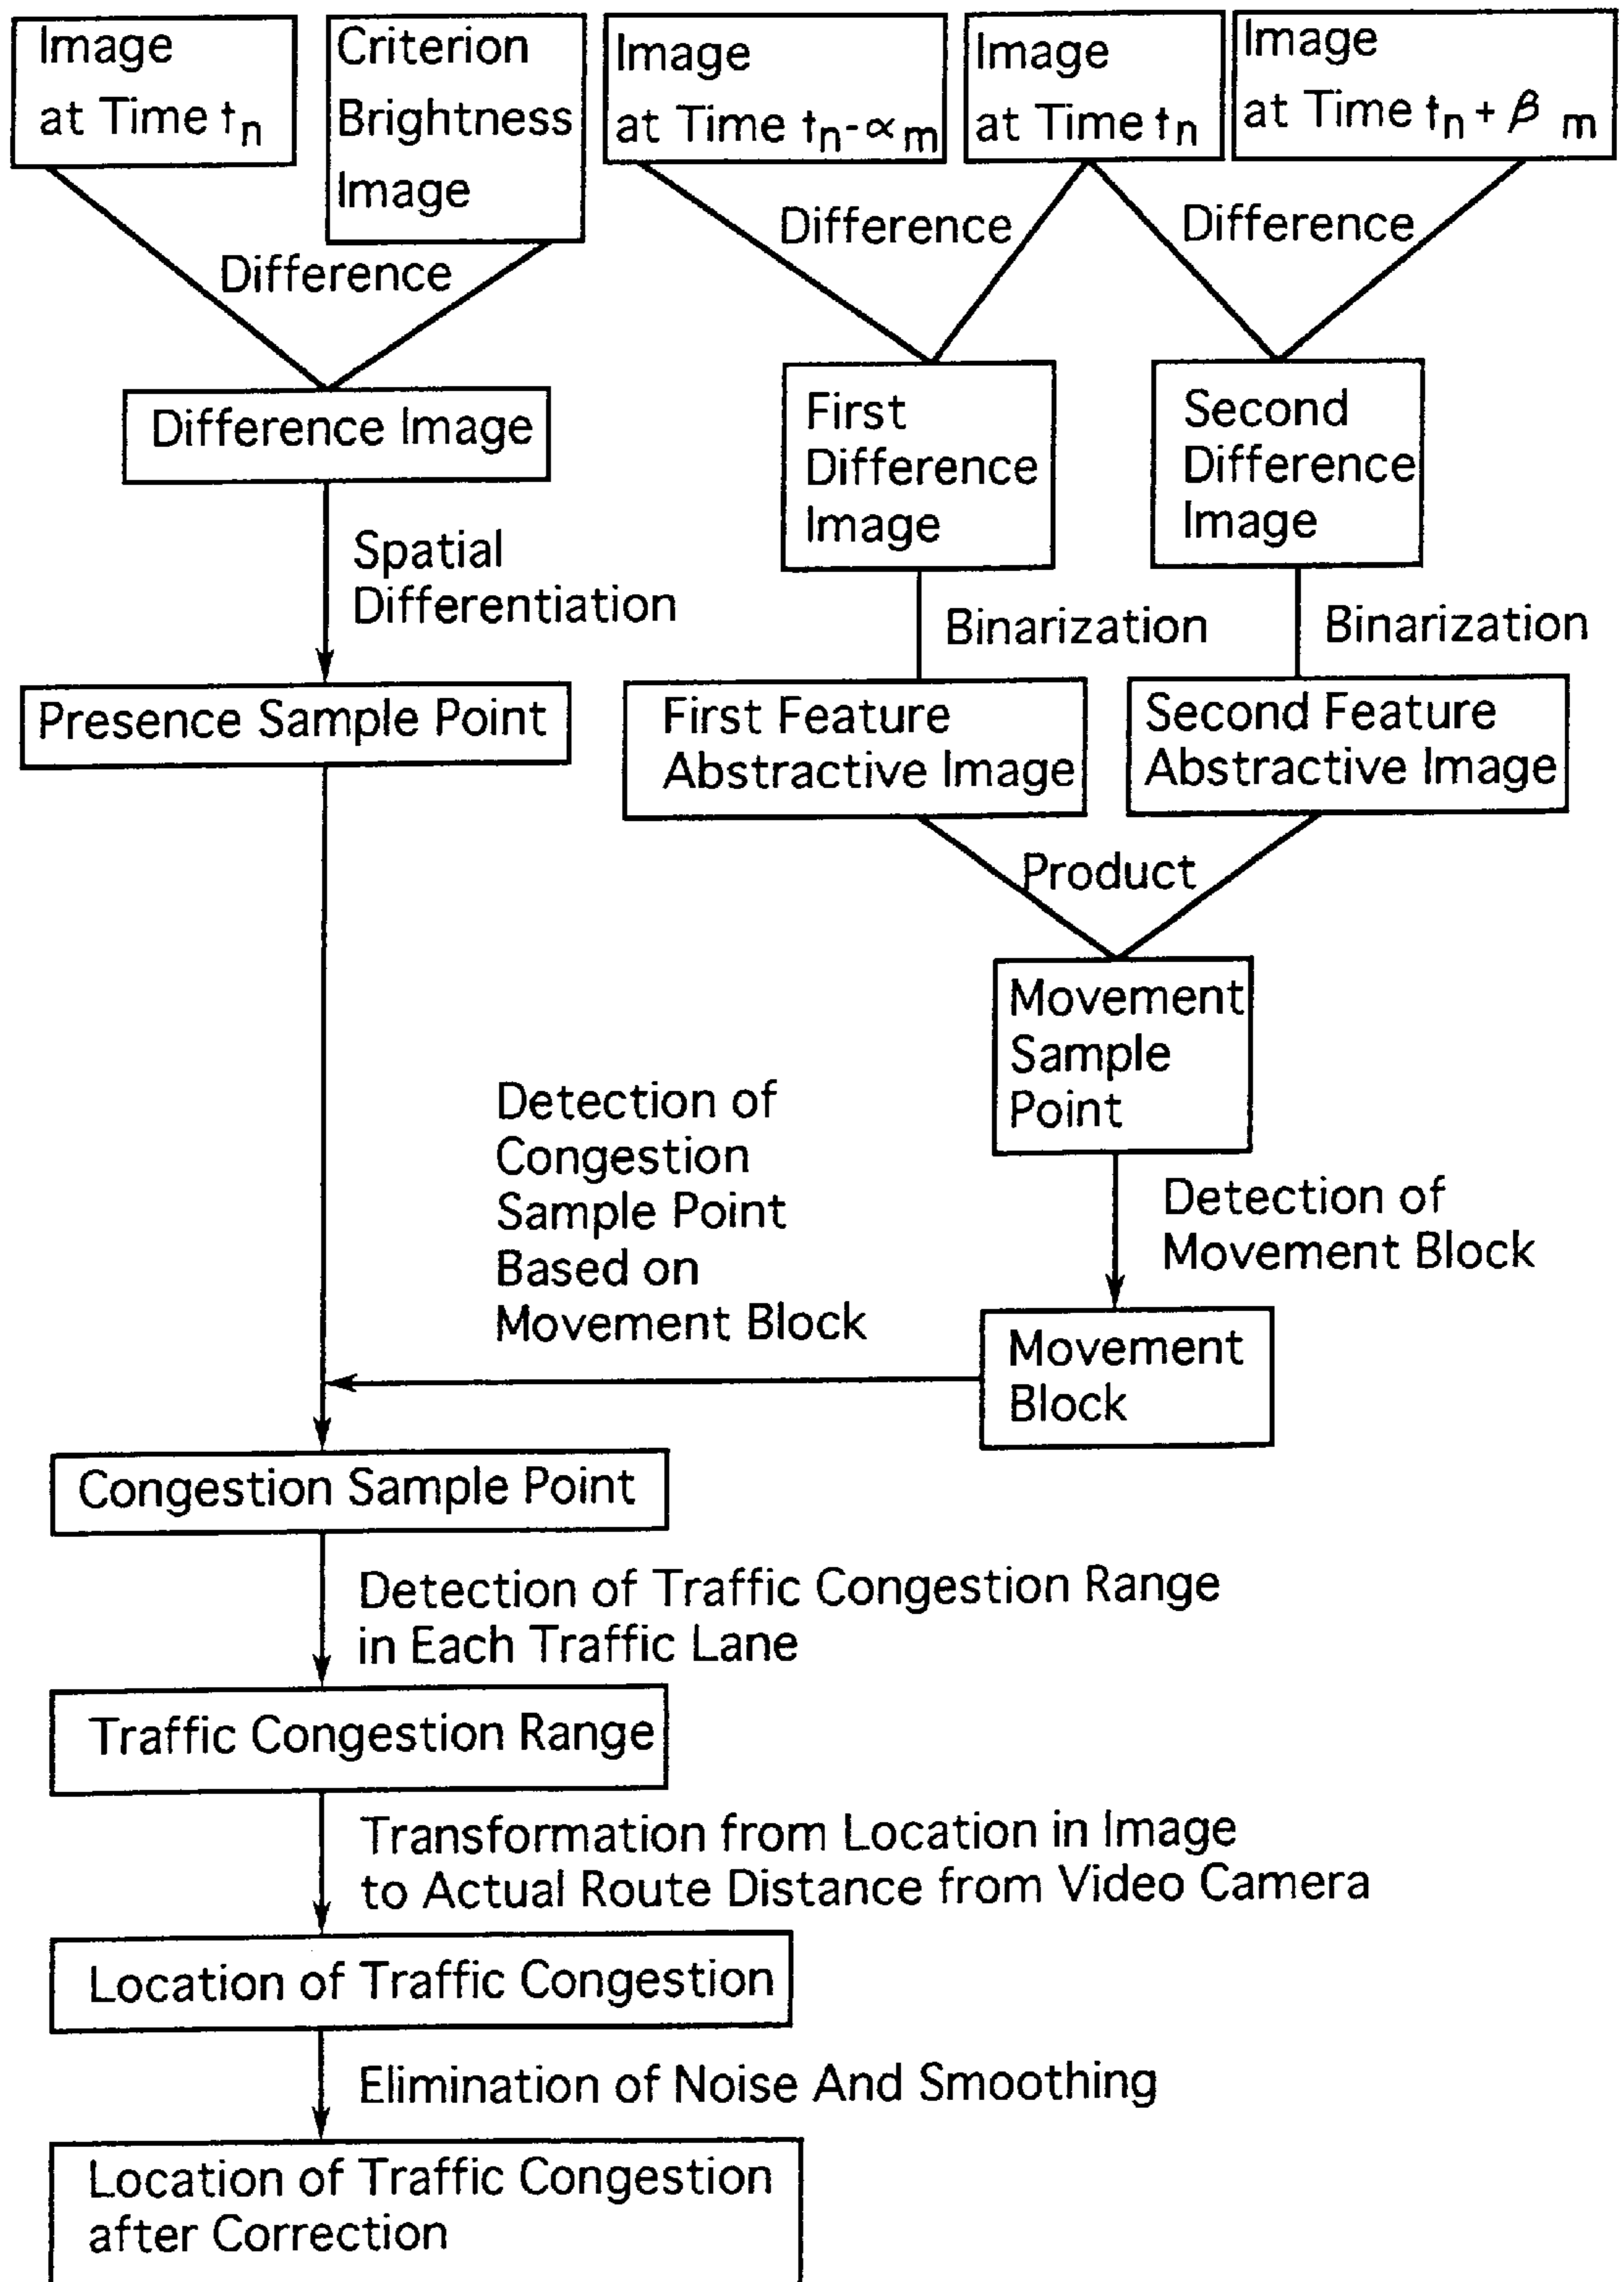 Image
at Time tn
Criterion
Brightness
Image
Image
at Time tn-∝m
Image
at Time tn
Image
at Time tn + β m
Difference
Difference
Difference
Difference Image
First
Difference
Image
Second
Difference
Image
Spatial
Differentiation
Binarization
Binarization
Presence Sample Point
First Feature
Abstractive Image
Second Feature
Abstractive Image
Product
Movement
Sample
Point
Detection of
Congestion
Sample Point
Based on
Movement Block
Detection of
Movement Block
Movement
Block
Congestion Sample Point
Detection of Traffic Congestion Range
in Each Traffic Lane
Traffic Congestion Range
Transformation from Location in Image
to Actual Route Distance from Video Camera
Location of Traffic Congestion
Elimination of Noise And Smoothing
Location of Traffic Congestion
after Correction